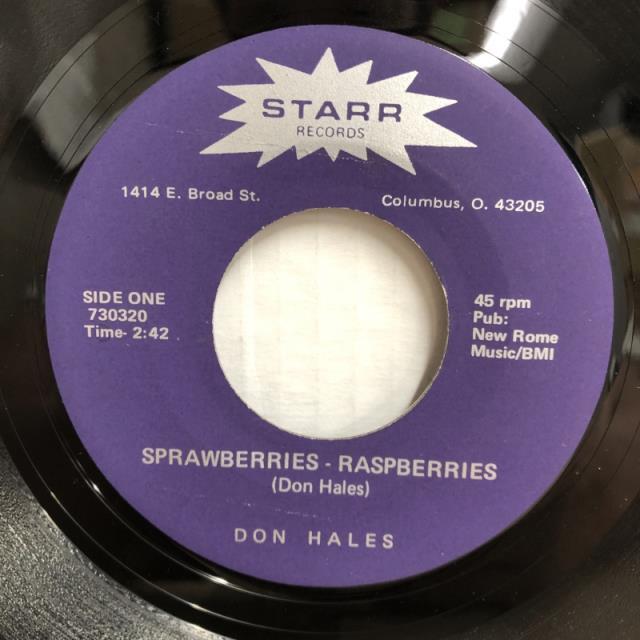 STARR
RECORDS
1414 E. Broad St.
Columbus, O. 43205
SIDE ONE
730320
Time- 2:42
45 rpm
Pub:
New Rome
Music/BMI
SPRAWBERRIES - RASPBERRIES
(Don Hales)
DON HALES